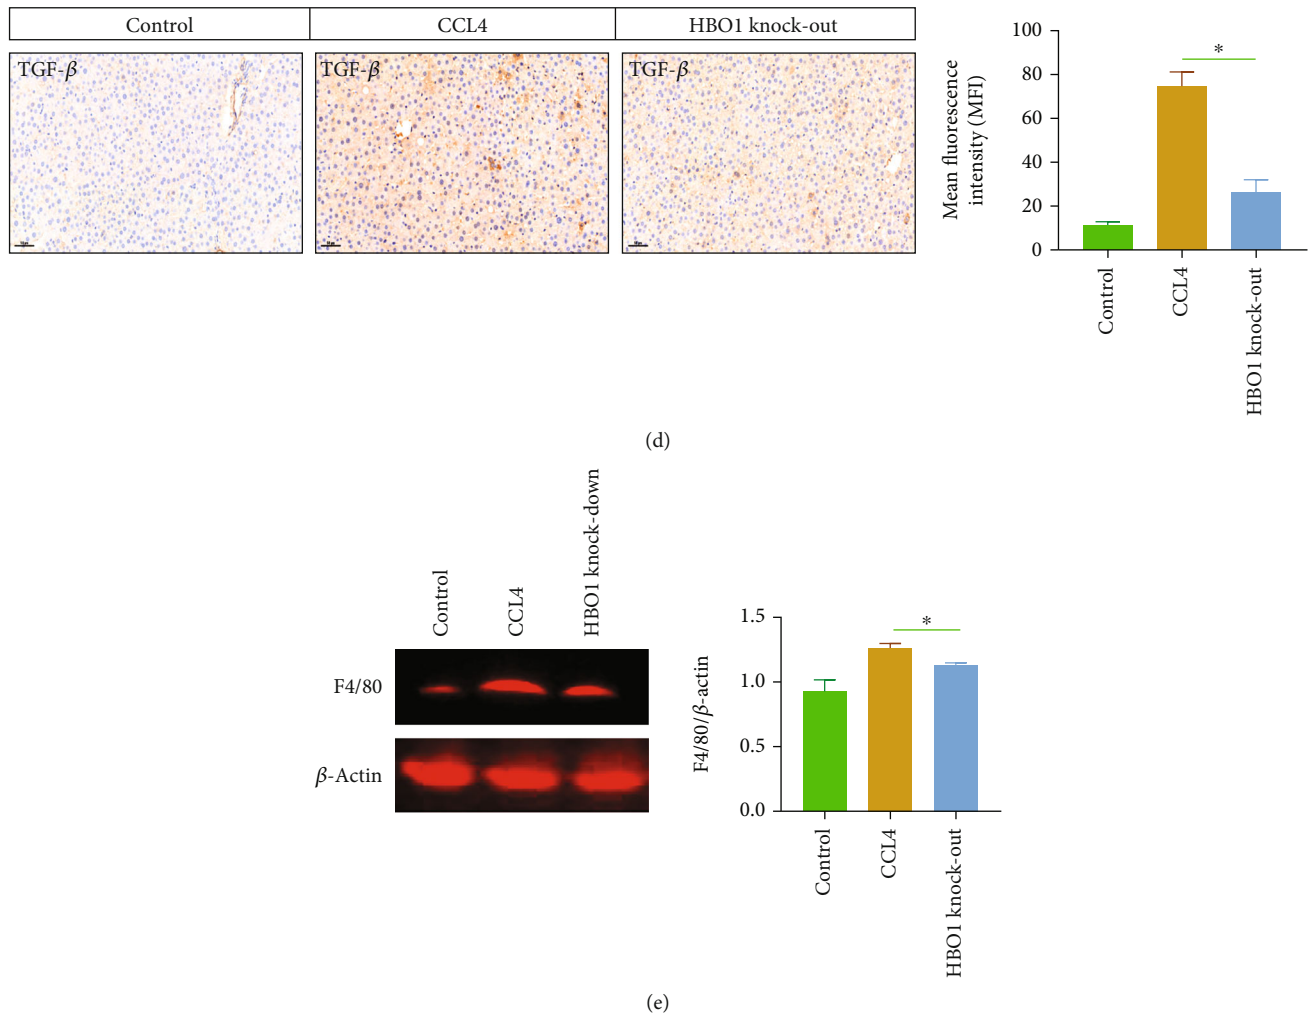 Control CCL4 HBO1 knock-out
TGF-β TGF-β TGF-β
Mean fluorescence
intensity (MFI)
100
80
60
40
20
0
*
Control
CCL4
HBO1 knock-out
(d)
Control
CCL4
HBO1 knock-down
F4/80
β-Actin
F4/80/β-actin
1.5
1.0
0.5
0.0
*
Control
CCL4
HBO1 knock-out
(e)